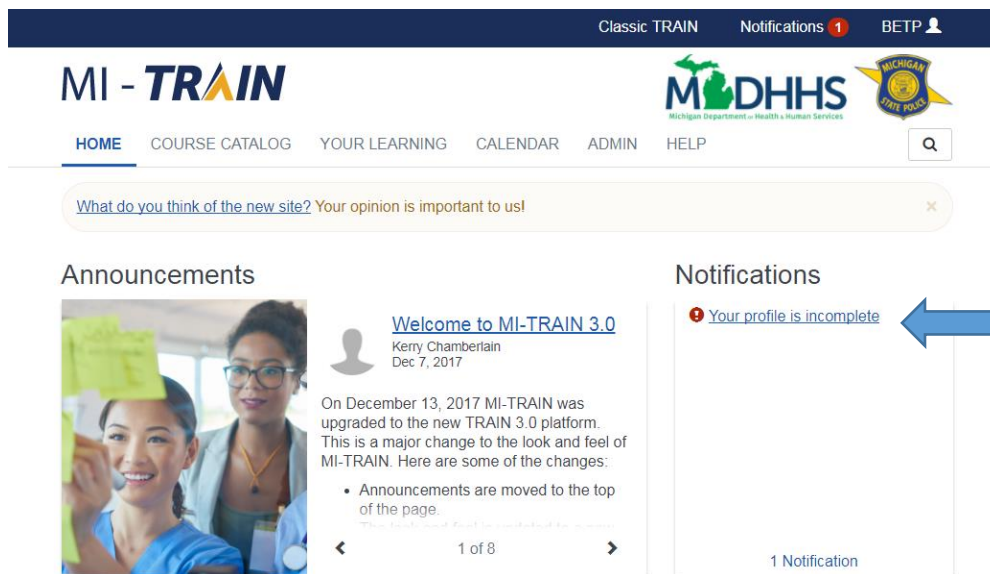 Classic TRAIN Notifications 1 BETP
MI - TRAIN
MDHHS
Michigan Department of Health & Human Services
MICHIGAN
STATE POLICE
HOME COURSE CATALOG YOUR LEARNING CALENDAR ADMIN HELP
What do you think of the new site? Your opinion is important to us! ×
Announcements
Welcome to MI-TRAIN 3.0
Kerry Chamberlain
Dec 7, 2017
On December 13, 2017 MI-TRAIN was
upgraded to the new TRAIN 3.0 platform.
This is a major change to the look and feel of
MI-TRAIN. Here are some of the changes:
• Announcements are moved to the top
of the page.
1 of 8
Notifications
Your profile is incomplete
1 Notification